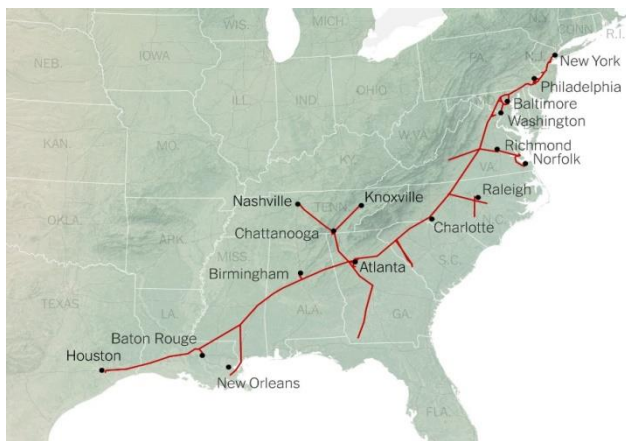 WIS.
MICH.
N.Y.
CONN.
R.I.
NEB.
IOWA
PA.
N.J.
New York
ILL.
IND.
OHIO
Philadelphia
Baltimore
Washington
KAN.
MO.
W.VA.
KY.
VA.
Richmond
Norfolk
Nashville
TENN.
Knoxville
Raleigh
OKLA.
ARK.
Chattanooga
N.C.
Charlotte
Birmingham
MISS.
Atlanta
S.C.
TEXAS
LA.
ALA.
GA.
Baton Rouge
Houston
New Orleans
FLA.